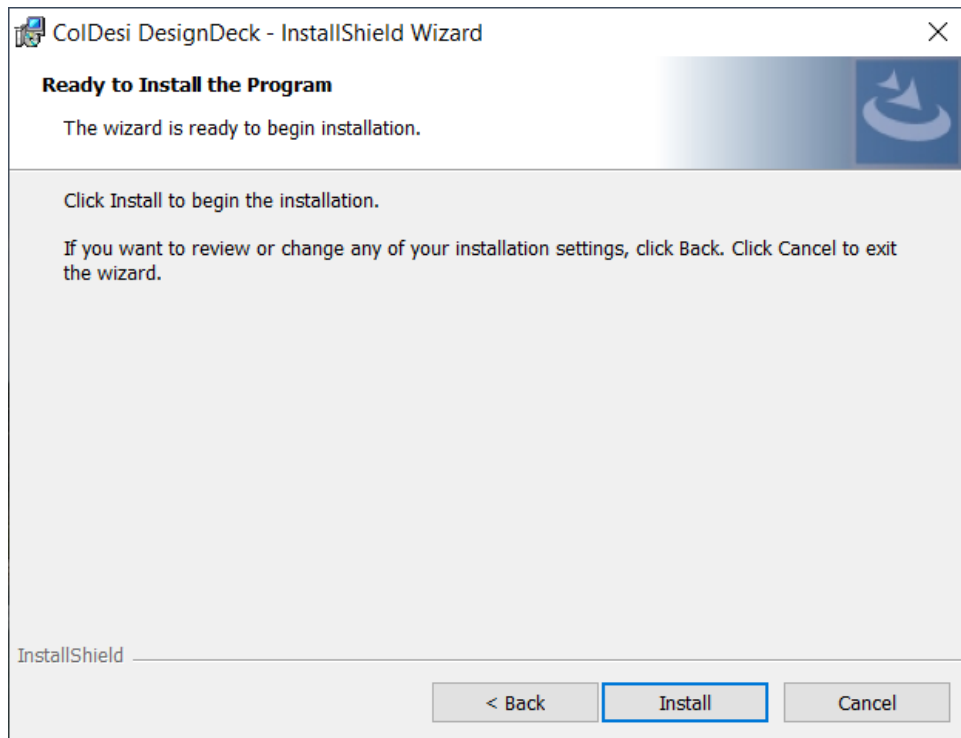 ColDesi DesignDeck - InstallShield Wizard
Ready to Install the Program
The wizard is ready to begin installation.
Click Install to begin the installation.
If you want to review or change any of your installation settings, click Back. Click Cancel to exit
the wizard.
InstallShield
< Back
Install
Cancel